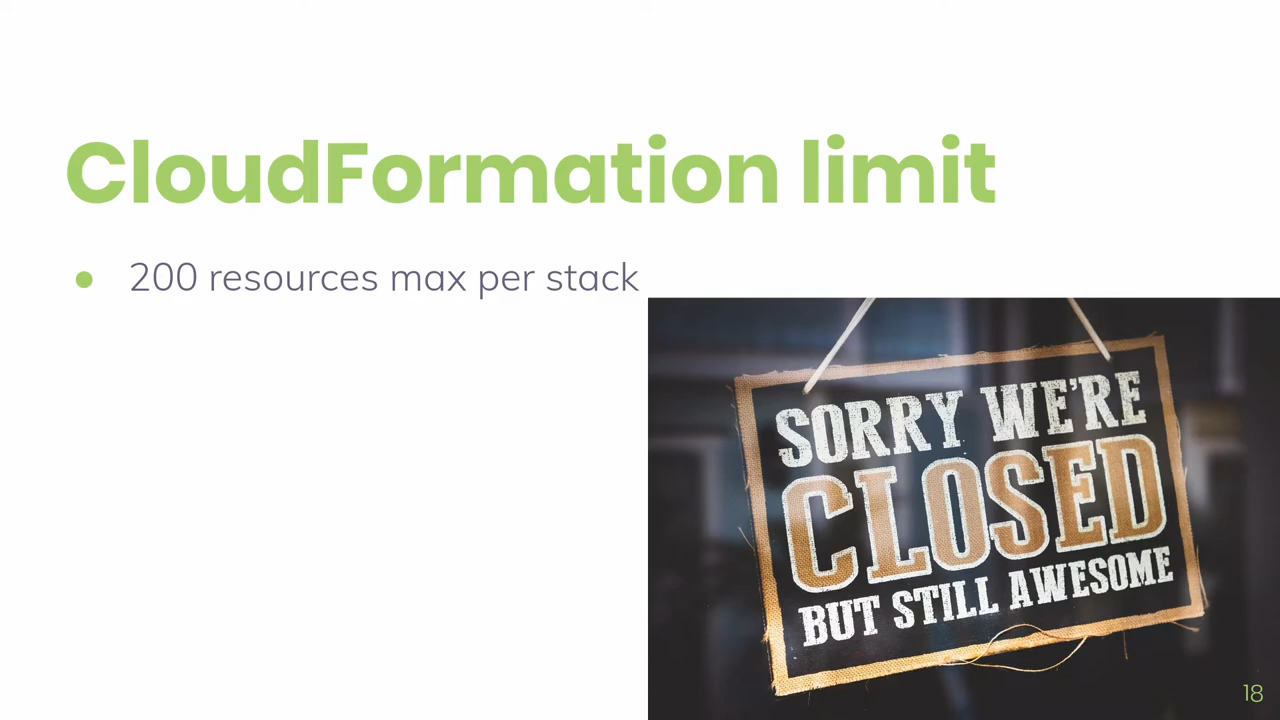 CloudFormation limit
● 200 resources max per stack
SORRY WE'RE
CLOSED
BUT STILL AWESOME
18